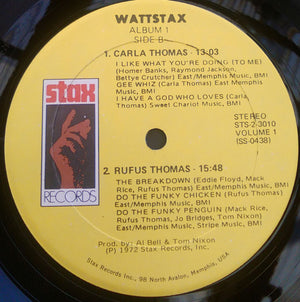 WATTSTAX
ALBUM 1
SIDE B
1. CARLA THOMAS - 13:03
I LIKE WHAT YOU'RE DOING (TO ME)
(Homer Banks, Raymond Jackson,
Bettye Crutcher) East/Memphis Music, BMI
GEE WHIZ (Carla Thomas) East/Memphis
Music, BMI
I HAVE A GOD WHO LOVES (Carla
Thomas) Sweet Chariot Music, BMI
STEREO
STS-2-3010
VOLUME 1
(SS-0438)
stax
RECORDS
2. RUFUS THOMAS - 15:48
THE BREAKDOWN (Eddie Floyd, Mack
Rice, Rufus Thomas) East/Memphis Music, BMI
DO THE FUNKY CHICKEN (Rufus Thomas)
East/Memphis Music, BMI
DO THE FUNKY PENGUIN (Mack Rice,
Rufus Thomas, Jo Bridges, Tom Nixon)
East/Memphis Music, Stripe Music, BMI
Prod. by: Al Bell & Tom Nixon
(P) 1972 Stax Records Inc.
Stax Records Inc., 98 North Avalon, Memphis, USA